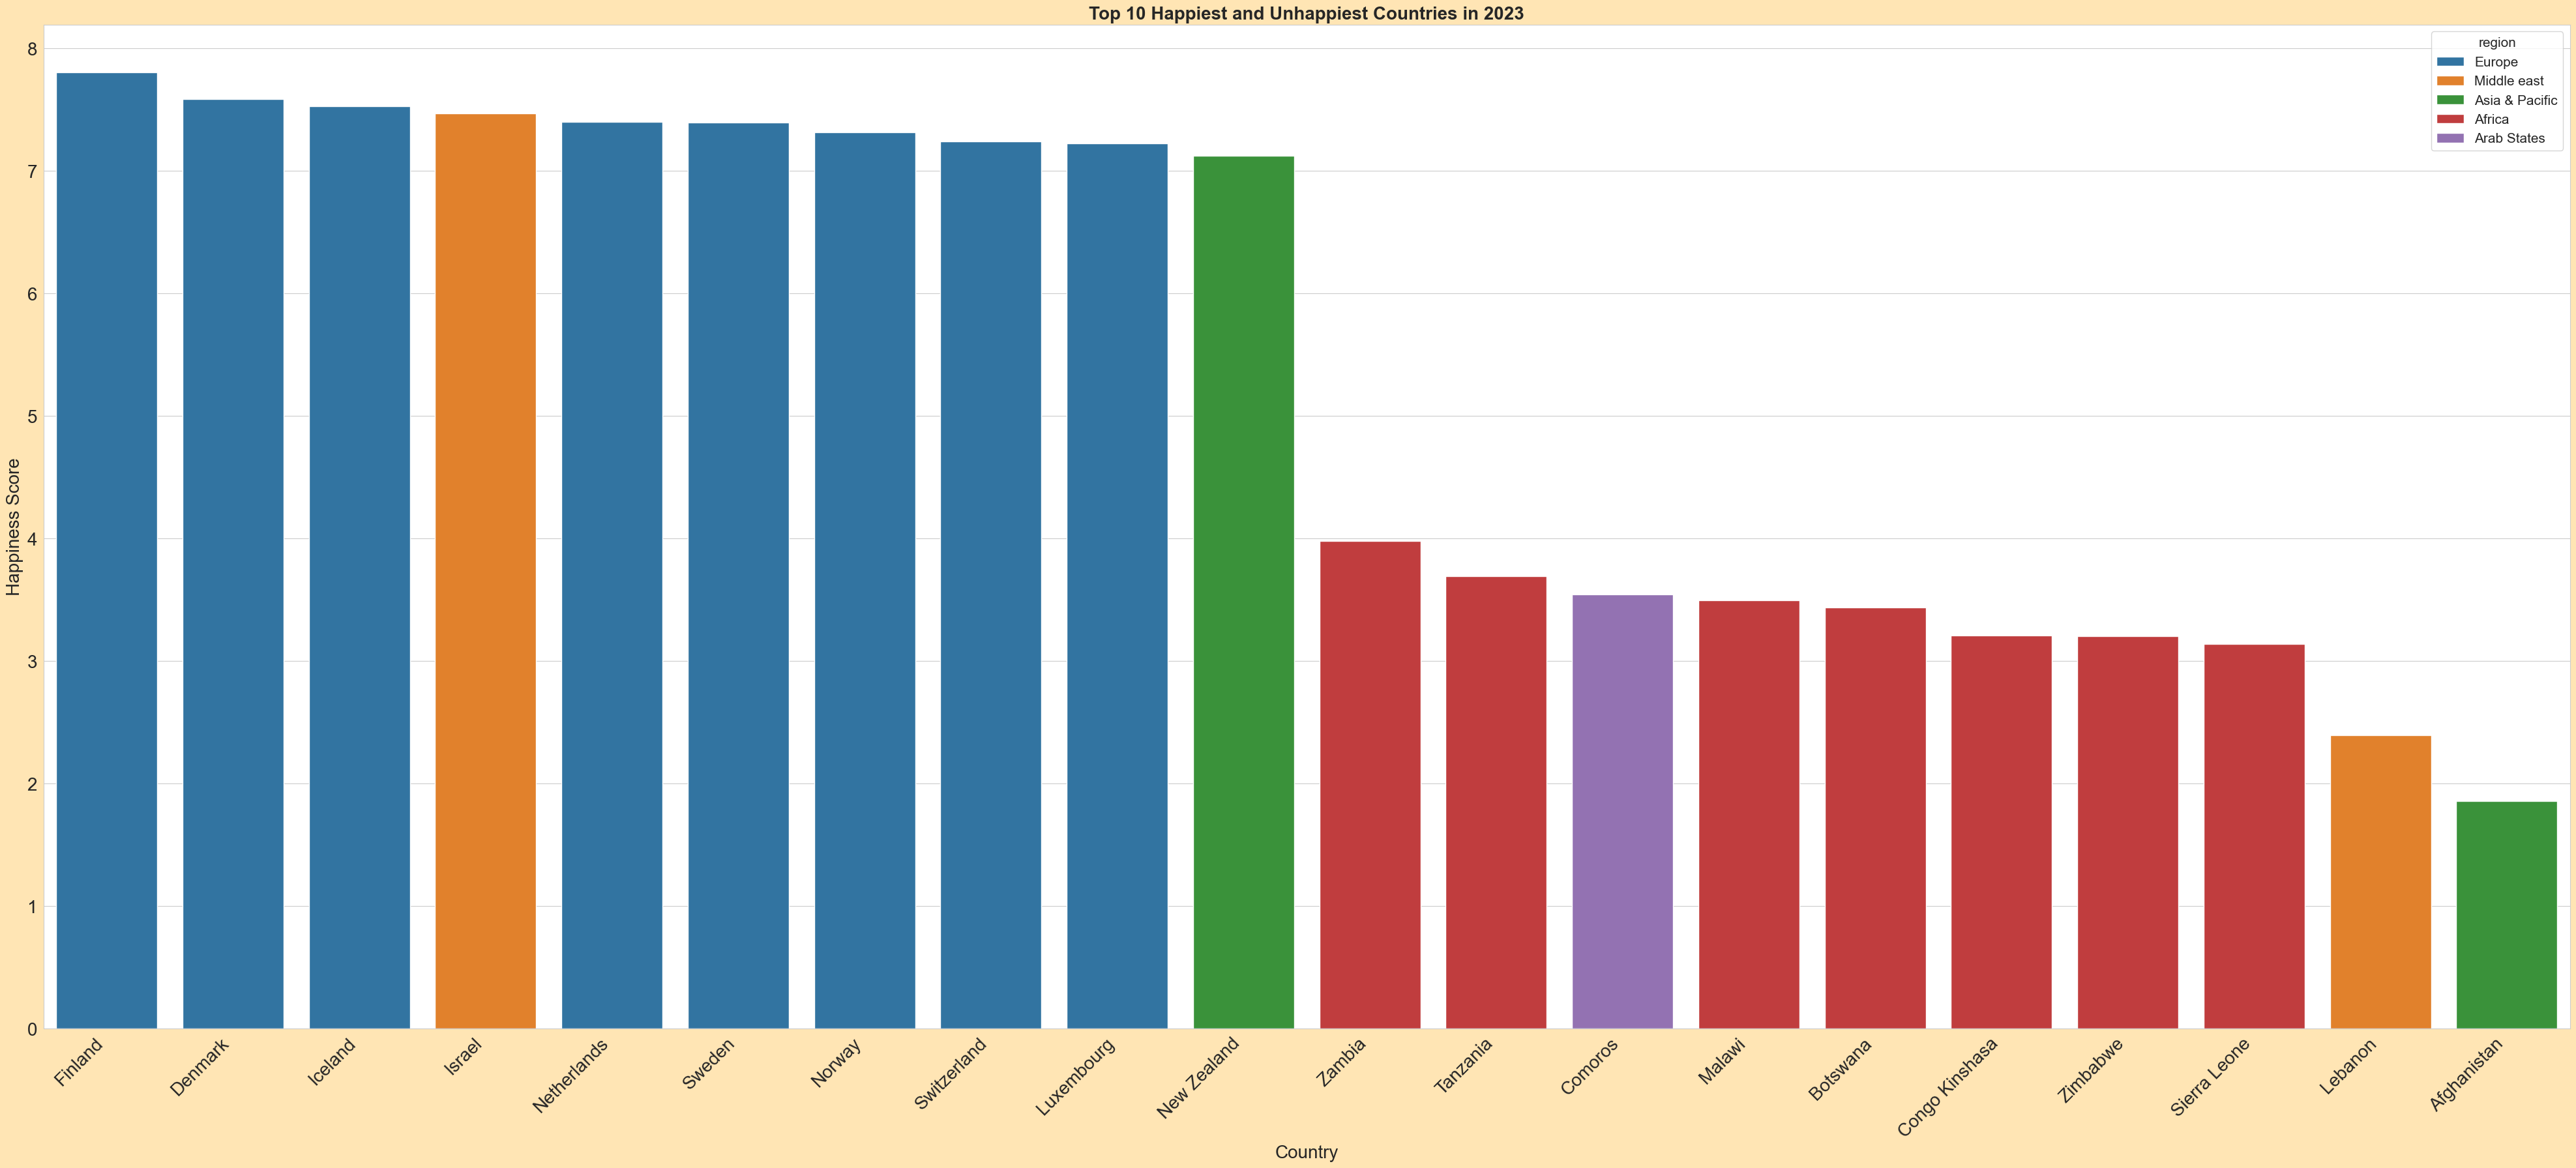 Top 10 Happiest and Unhappiest Countries in 2023
region
Europe
Middle east
Asia & Pacific
Africa
Arab States
Happiness Score
8
7
6
5
4
3
2
1
0
Finland
Denmark
Iceland
Israel
Netherlands
Sweden
Norway
Switzerland
Luxembourg
New Zealand
Zambia
Tanzania
Comoros
Malawi
Botswana
Congo Kinshasa
Zimbabwe
Sierra Leone
Lebanon
Afghanistan
Country